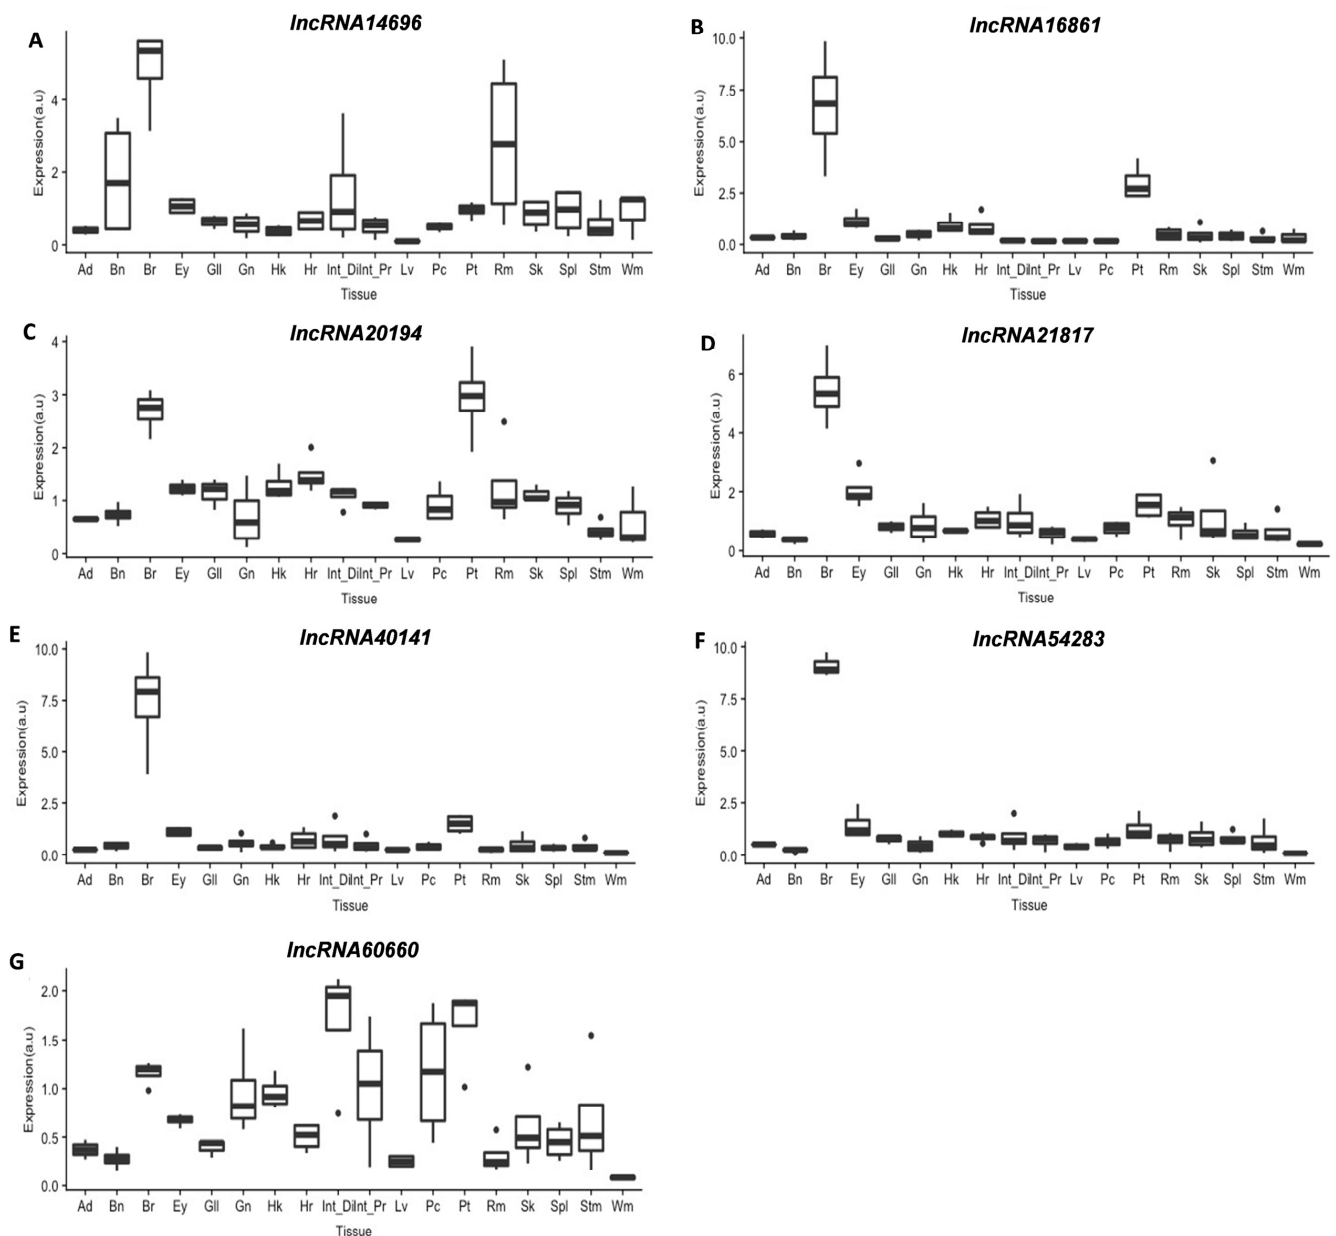 A
lncRNA14696
Expression(a.u)
4
2
0
Ad Bn Br Ey Gll Gn Hk Hr Int_DiInt_Pr Lv Pc Pt Rm Sk Spl Stm Wm
Tissue
B
lncRNA16861
Expression(a.u)
10.0
7.5
5.0
2.5
0.0
Ad Bn Br Ey Gll Gn Hk Hr Int_DiInt_Pr Lv Pc Pt Rm Sk Spl Stm Wm
Tissue
C
lncRNA20194
Expression(a.u)
4
3
2
1
0
Ad Bn Br Ey Gll Gn Hk Hr Int_DiInt_Pr Lv Pc Pt Rm Sk Spl Stm Wm
Tissue
D
lncRNA21817
Expression(a.u)
6
4
2
0
Ad Bn Br Ey Gll Gn Hk Hr Int_DiInt_Pr Lv Pc Pt Rm Sk Spl Stm Wm
Tissue
E
lncRNA40141
Expression(a.u)
10.0
7.5
5.0
2.5
0.0
Ad Bn Br Ey Gll Gn Hk Hr Int_DiInt_Pr Lv Pc Pt Rm Sk Spl Stm Wm
Tissue
F
lncRNA54283
Expression(a.u)
10.0
7.5
5.0
2.5
0.0
Ad Bn Br Ey Gll Gn Hk Hr Int_DiInt_Pr Lv Pc Pt Rm Sk Spl Stm Wm
Tissue
G
lncRNA60660
Expression(a.u)
2.0
1.5
1.0
0.5
0.0
Ad Bn Br Ey Gll Gn Hk Hr Int_DiInt_Pr Lv Pc Pt Rm Sk Spl Stm Wm
Tissue